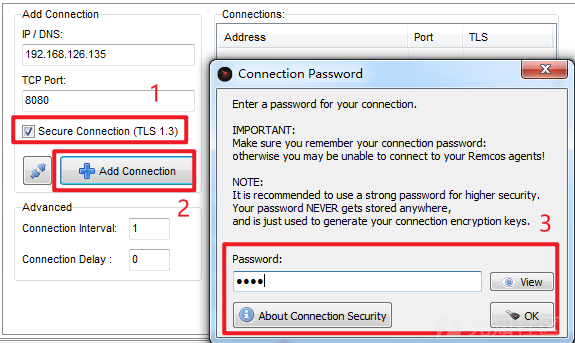 Add Connection
IP / DNS:
192.168.126.135
TCP Port:
8080
1
Secure Connection (TLS 1.3)
Add Connection
2
Advanced
Connection Interval:
1
Connection Delay :
0
Connections:
Address
Port
TLS
Connection Password
X
Enter a password for your connection.
IMPORTANT:
Make sure you remember your connection password:
otherwise you may be unable to connect to your Remcos agents!
NOTE:
It is recommended to use a strong password for higher security.
Your password NEVER gets stored anywhere,
and is just used to generate your connection encryption keys.
3
Password:
••••
View
About Connection Security
OK